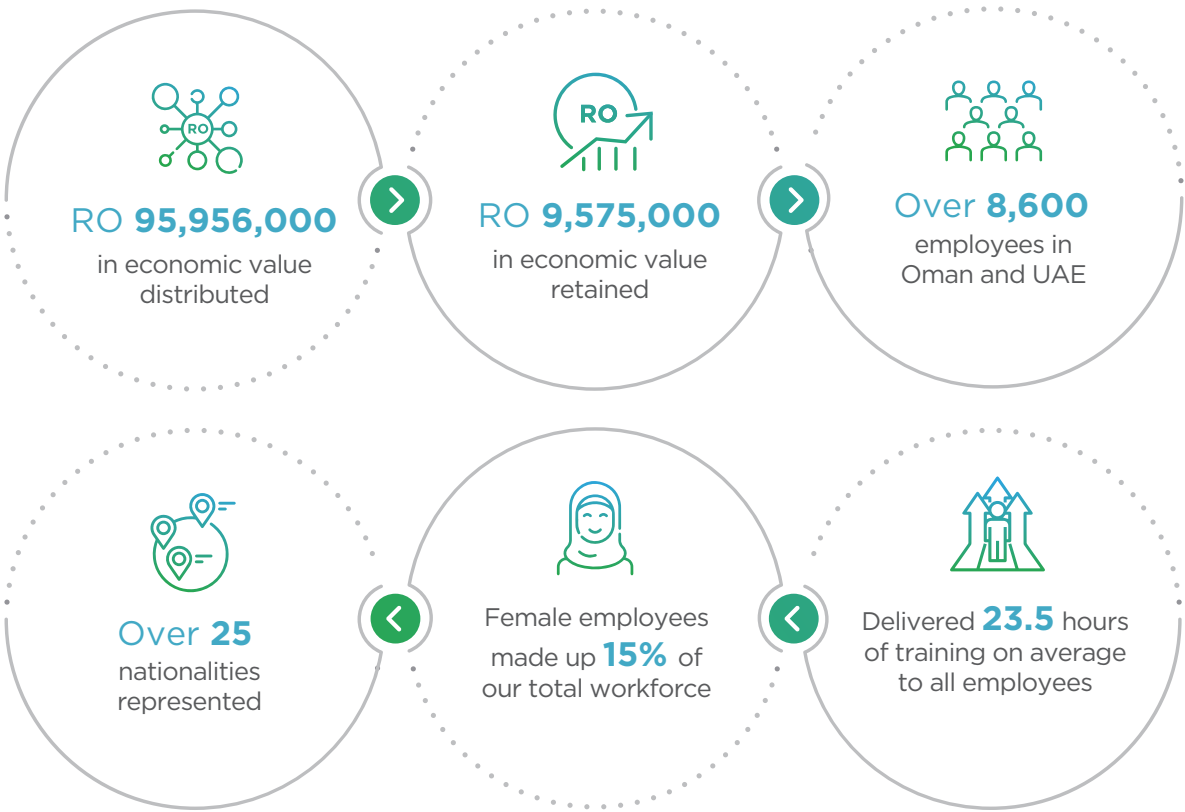 RO
RO 95,956,000
in economic value
distributed
RO
RO 9,575,000
in economic value
retained
Over 8,600
employees in
Oman and UAE
Over 25
nationalities
represented
Female employees
made up 15% of
our total workforce
Delivered 23.5 hours
of training on average
to all employees